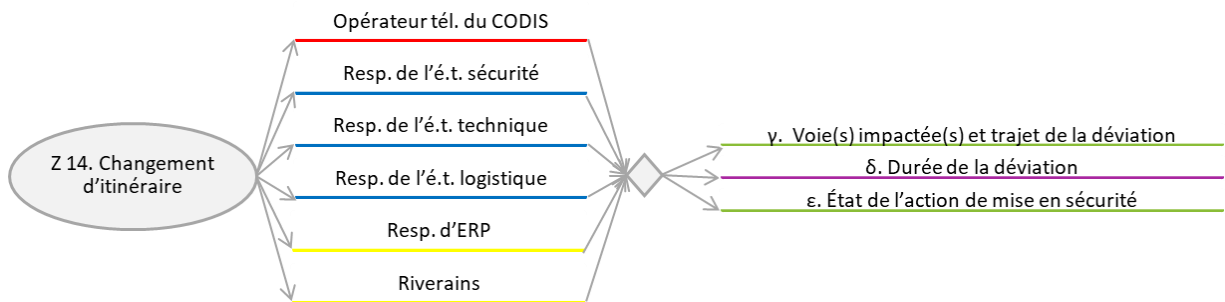 Opérateur tél. du CODIS
Resp. de l'é.t. sécurité
Resp. de l'é.t. technique
Resp. de l'é.t. logistique
Resp. d'ERP
Riverains
Z 14. Changement
d'itinéraire
γ. Voie(s) impactée(s) et trajet de la déviation
δ. Durée de la déviation
ε. État de l'action de mise en sécurité